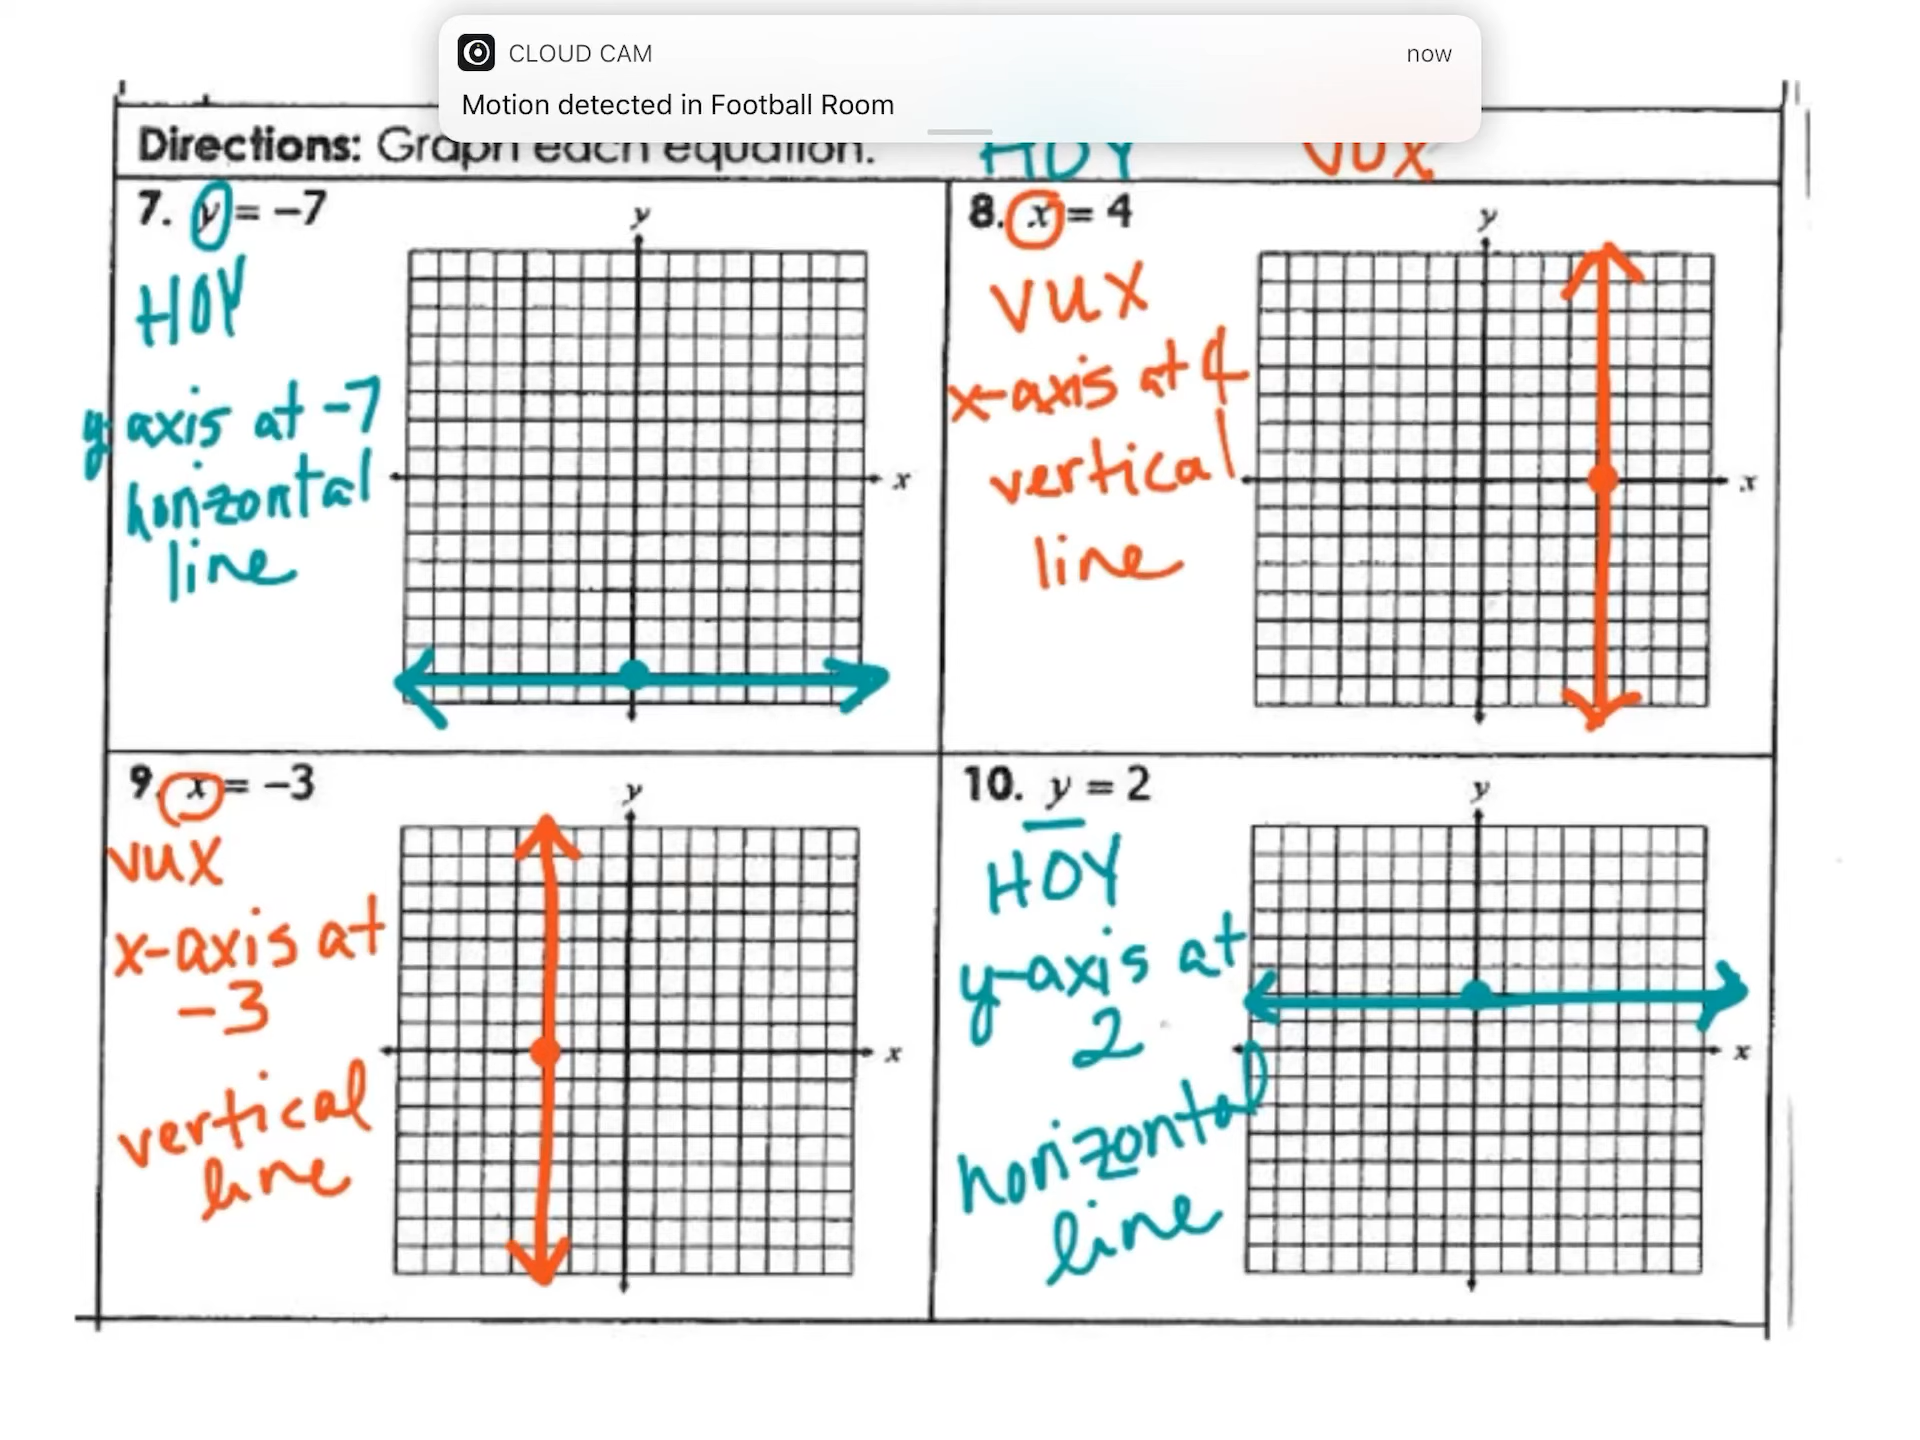 CLOUD CAM now
Motion detected in Football Room
Directions: Graph each equation. HOY VUX
7. y = -7
HOY
y axis at -7
horizontal
line
y
x
8. x = 4
VUX
x-axis at 4
vertical
line
y
x
9. x = -3
VUX
x-axis at
-3
vertical
line
y
x
10. y = 2
HOY
y-axis at
2
horizontal
line
y
x